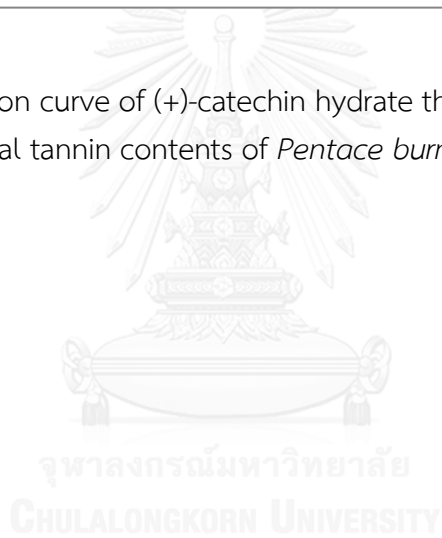 on curve of (+)-catechin hydrate th
al tannin contents of Pentace burr
จุฬาลงกรณ์มหาวิทยาลัย
CHULALONGKORN UNIVERSITY